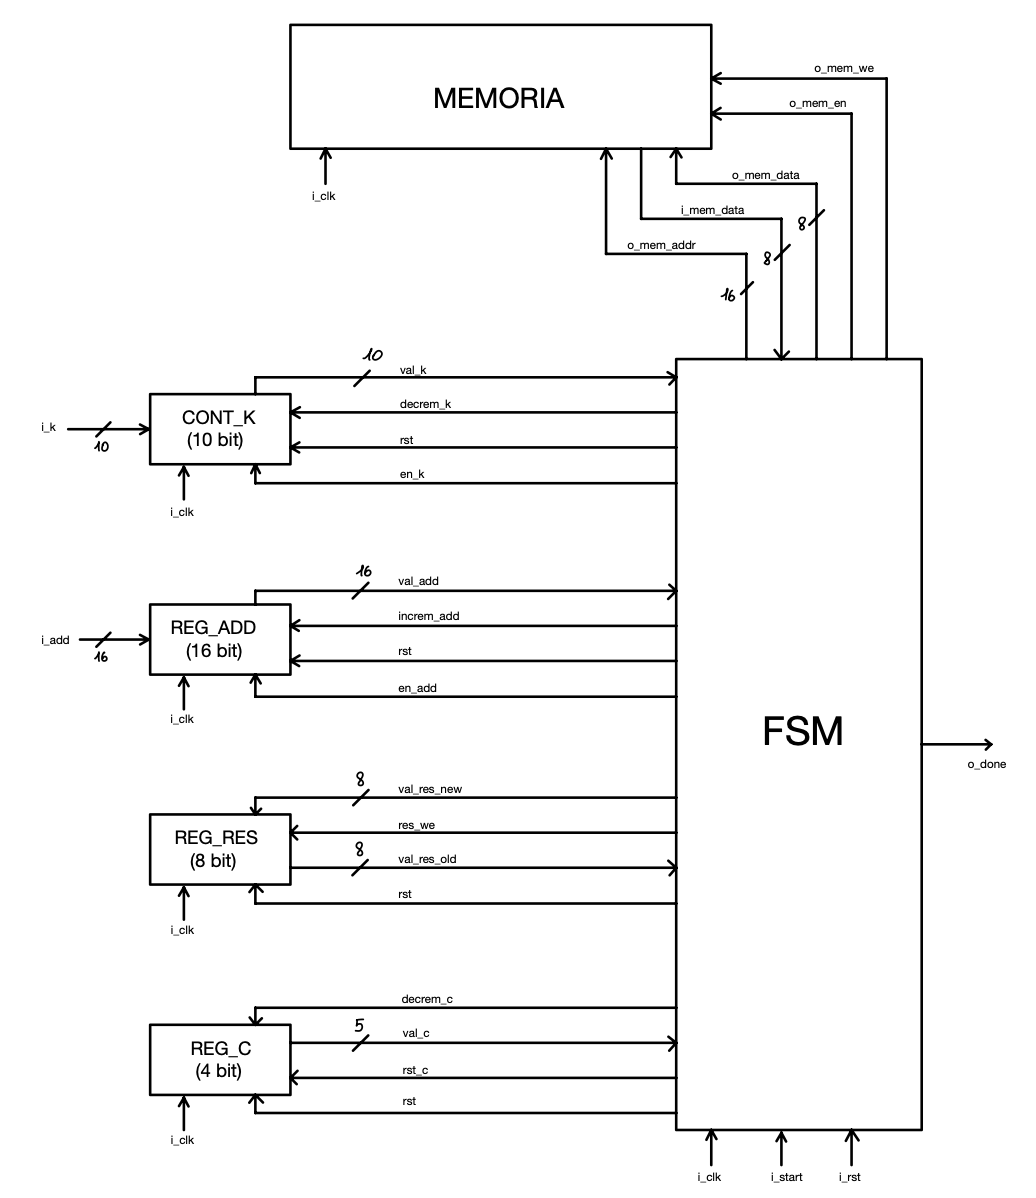 o_mem_we
MEMORIA
o_mem_en
o_mem_data
i_clk
i_mem_data
8
o_mem_addr
8
16
10
val_k
CONT_K
(10 bit)
decrem_k
i_k
10
rst
en_k
i_clk
16
val_add
REG_ADD
(16 bit)
increm_add
i_add
16
rst
en_add
i_clk
FSM
o_done
8
val_res_new
REG_RES
(8 bit)
res_we
8
val_res_old
rst
i_clk
decrem_c
5
val_c
REG_C
(4 bit)
rst_c
rst
i_clk
i_clk
i_start
i_rst